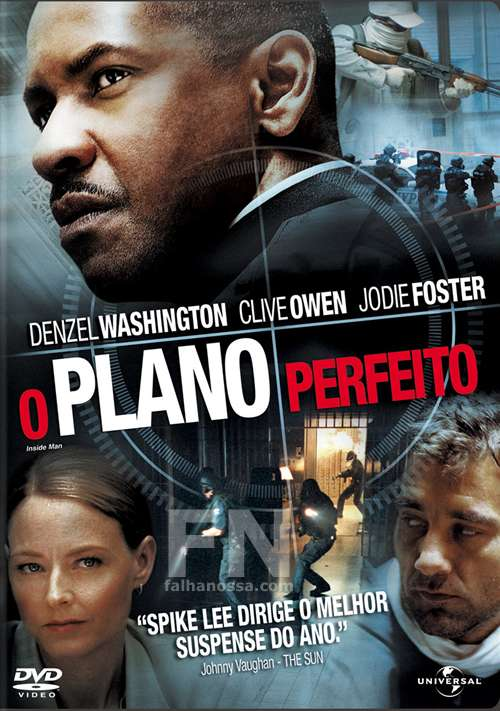 DENZEL WASHINGTON CLIVE OWEN JODIE FOSTER
O PLANO PERFEITO
Inside Man
FN
falhanossa.com
"SPIKE LEE DIRIGE O MELHOR
SUSPENSE DO ANO."
Johnny Vaughan - THE SUN
DVD
VIDEO
UNIVERSAL